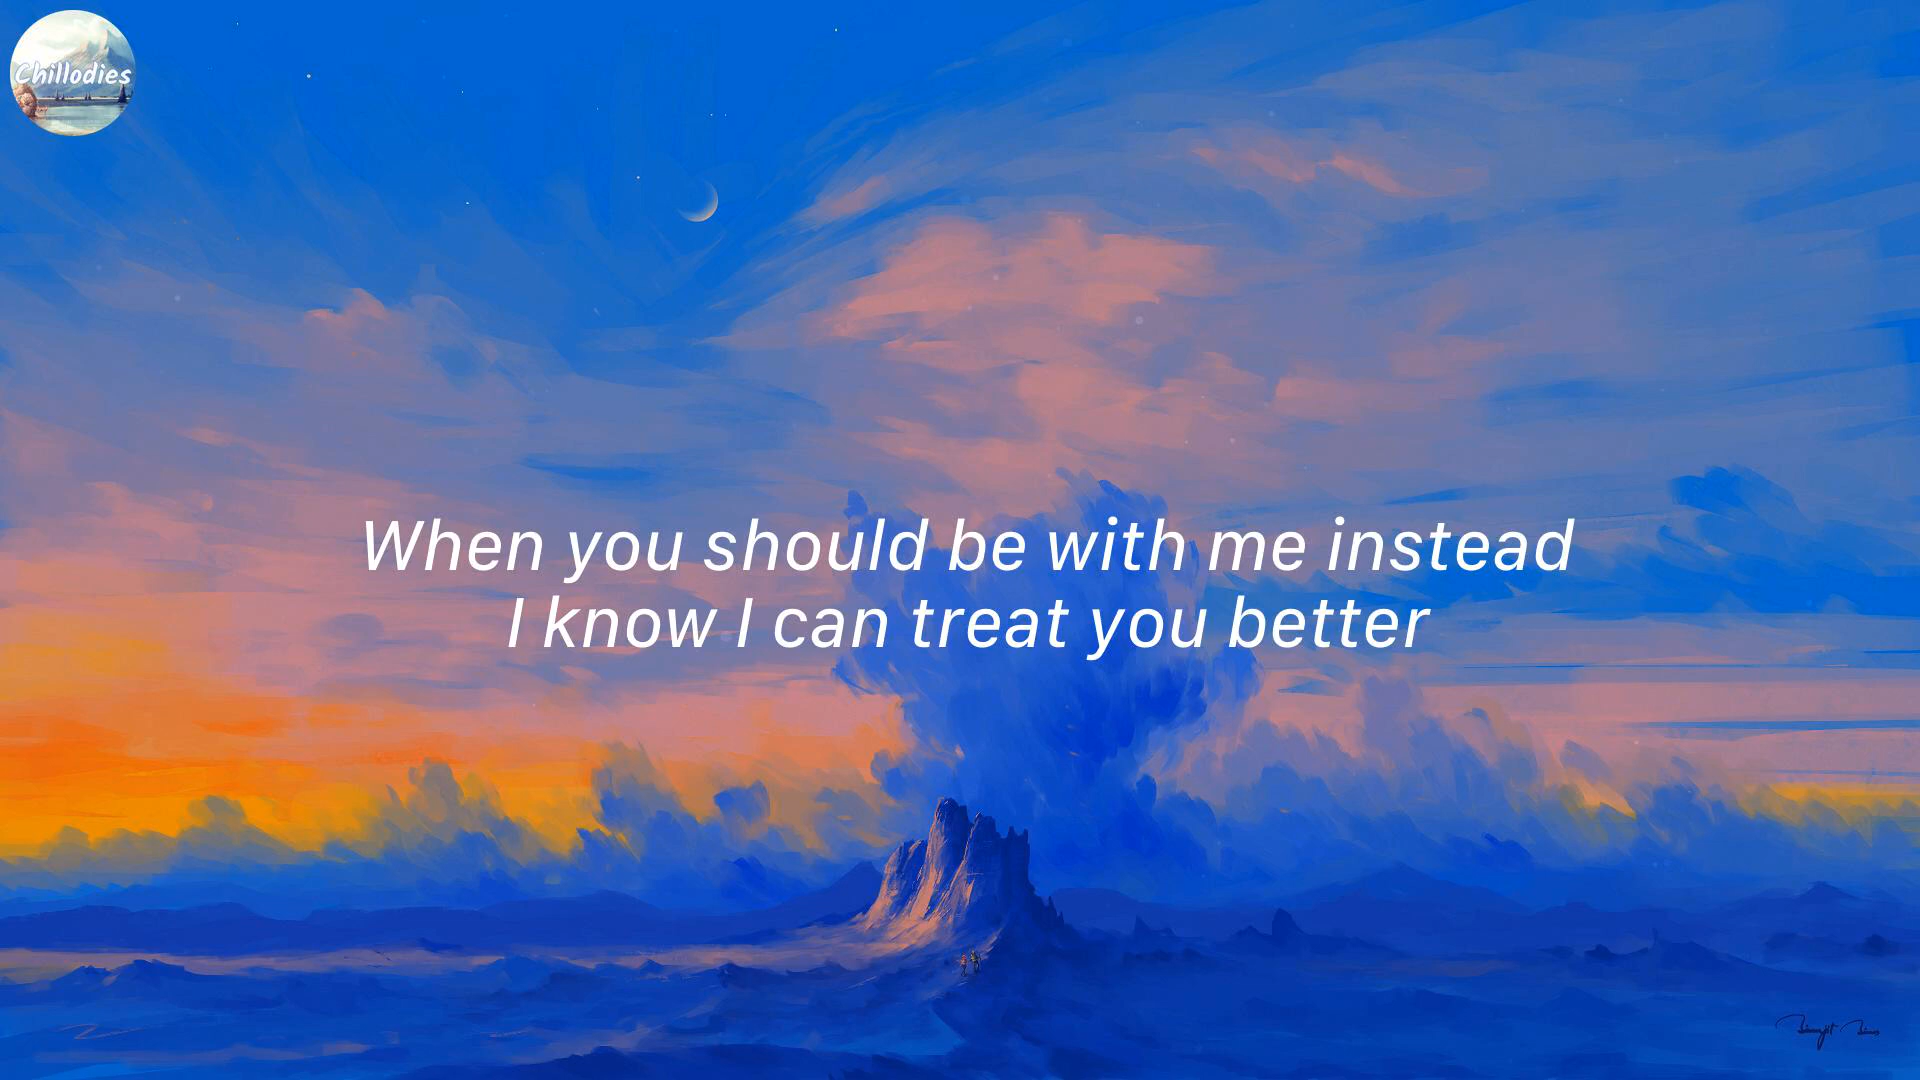 Chillodies
When you should be with me instead
I know I can treat you better